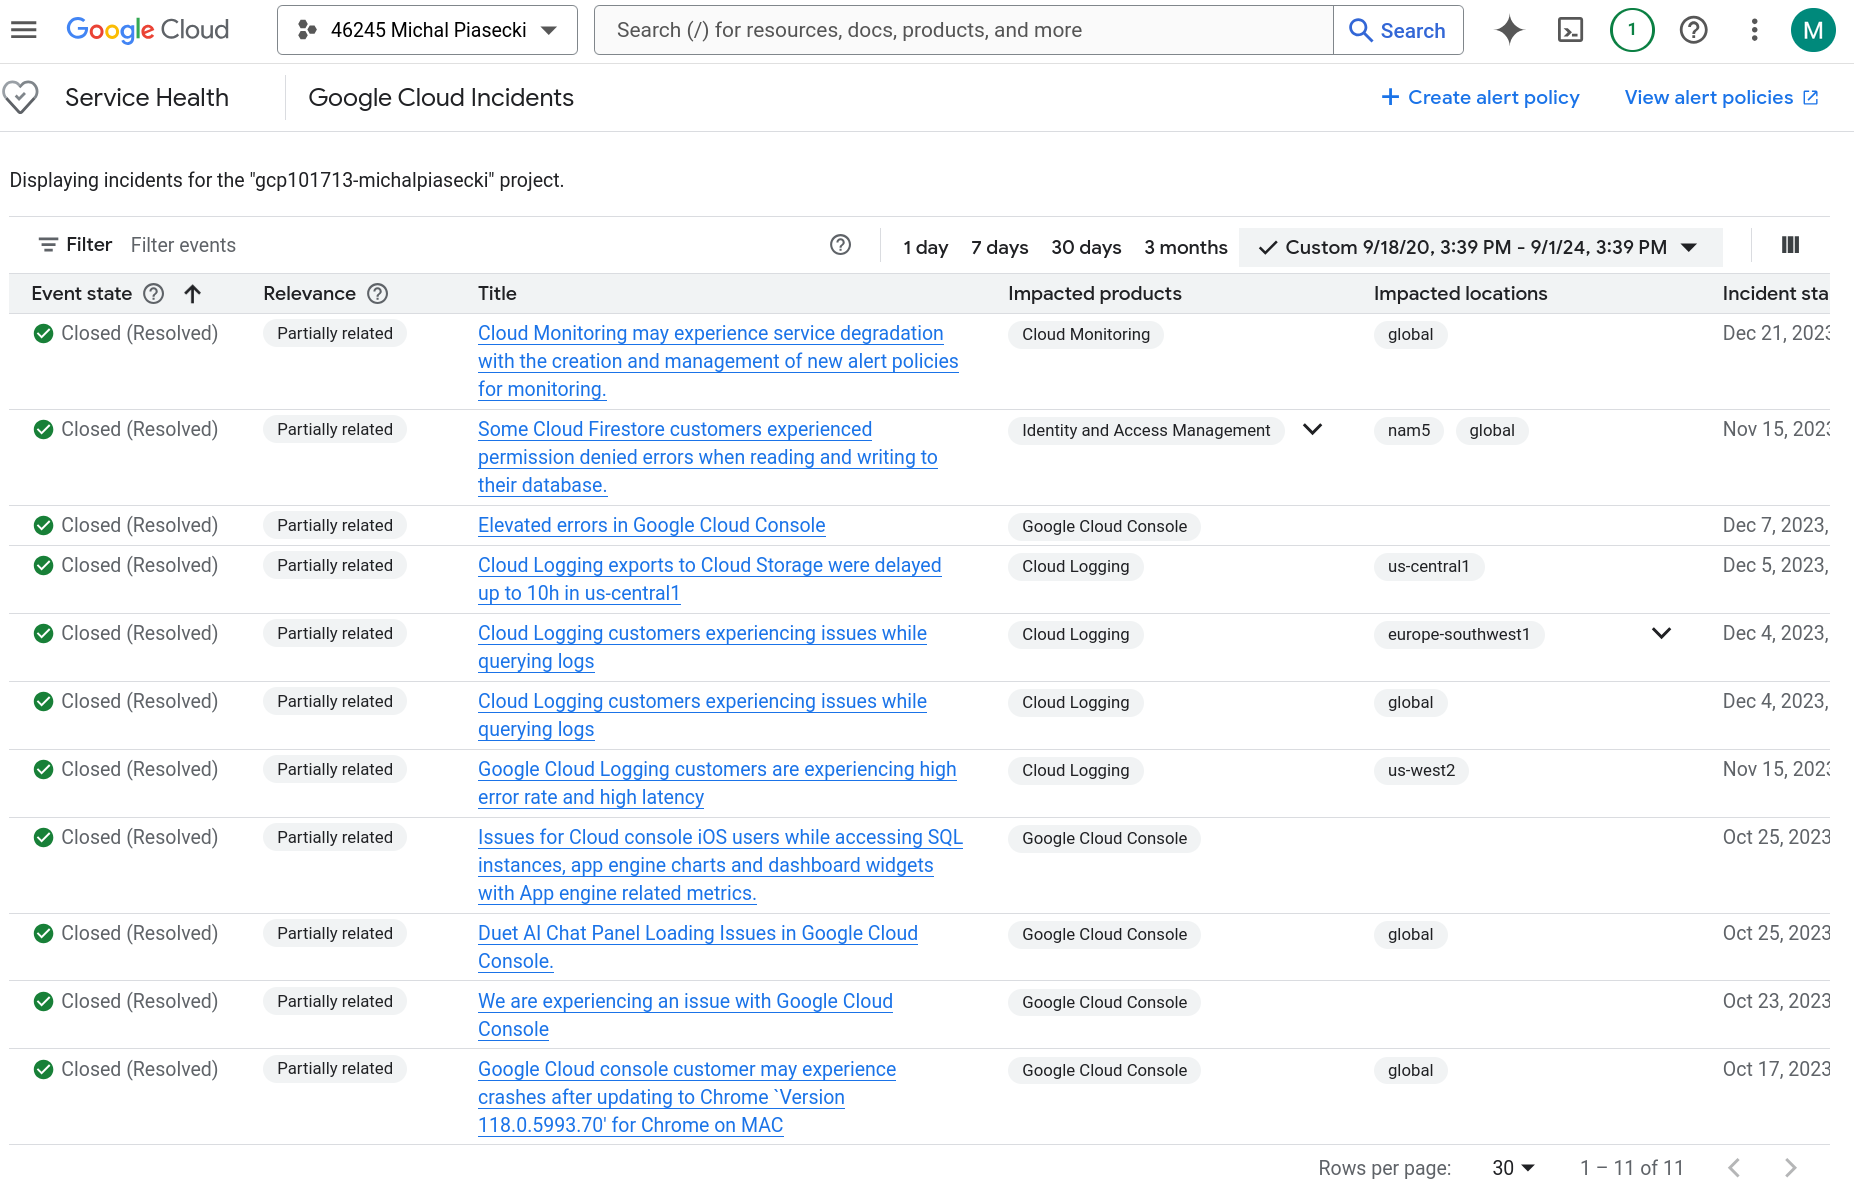 Google Cloud
46245 Michal Piasecki
Search (/) for resources, docs, products, and more
Search
1
M
Service Health
Google Cloud Incidents
Create alert policy
View alert policies
Displaying incidents for the "gcp101713-michalpiasecki" project.
Filter Filter events
1 day 7 days 30 days 3 months Custom 9/18/20, 3:39 PM - 9/1/24, 3:39 PM
Event state Relevance Title Impacted products Impacted locations Incident sta
Closed (Resolved) Partially related Cloud Monitoring may experience service degradation Cloud Monitoring global Dec 21, 2023
with the creation and management of new alert policies
for monitoring.
Closed (Resolved) Partially related Some Cloud Firestore customers experienced Identity and Access Management nam5 global Nov 15, 2023
permission denied errors when reading and writing to
their database.
Closed (Resolved) Partially related Elevated errors in Google Cloud Console Google Cloud Console Dec 7, 2023,
Closed (Resolved) Partially related Cloud Logging exports to Cloud Storage were delayed Cloud Logging us-central1 Dec 5, 2023,
up to 10h in us-central1
Closed (Resolved) Partially related Cloud Logging customers experiencing issues while Cloud Logging europe-southwest1 Dec 4, 2023,
querying logs
Closed (Resolved) Partially related Cloud Logging customers experiencing issues while Cloud Logging global Dec 4, 2023,
querying logs
Closed (Resolved) Partially related Google Cloud Logging customers are experiencing high Cloud Logging us-west2 Nov 15, 2023
error rate and high latency
Closed (Resolved) Partially related Issues for Cloud console iOS users while accessing SQL Google Cloud Console Oct 25, 2023
instances, app engine charts and dashboard widgets
with App engine related metrics.
Closed (Resolved) Partially related Duet AI Chat Panel Loading Issues in Google Cloud Google Cloud Console global Oct 25, 2023
Console.
Closed (Resolved) Partially related We are experiencing an issue with Google Cloud Google Cloud Console Oct 23, 2023
Console
Closed (Resolved) Partially related Google Cloud console customer may experience Google Cloud Console global Oct 17, 2023
crashes after updating to Chrome `Version
118.0.5993.70' for Chrome on MAC
Rows per page: 30 1 – 11 of 11